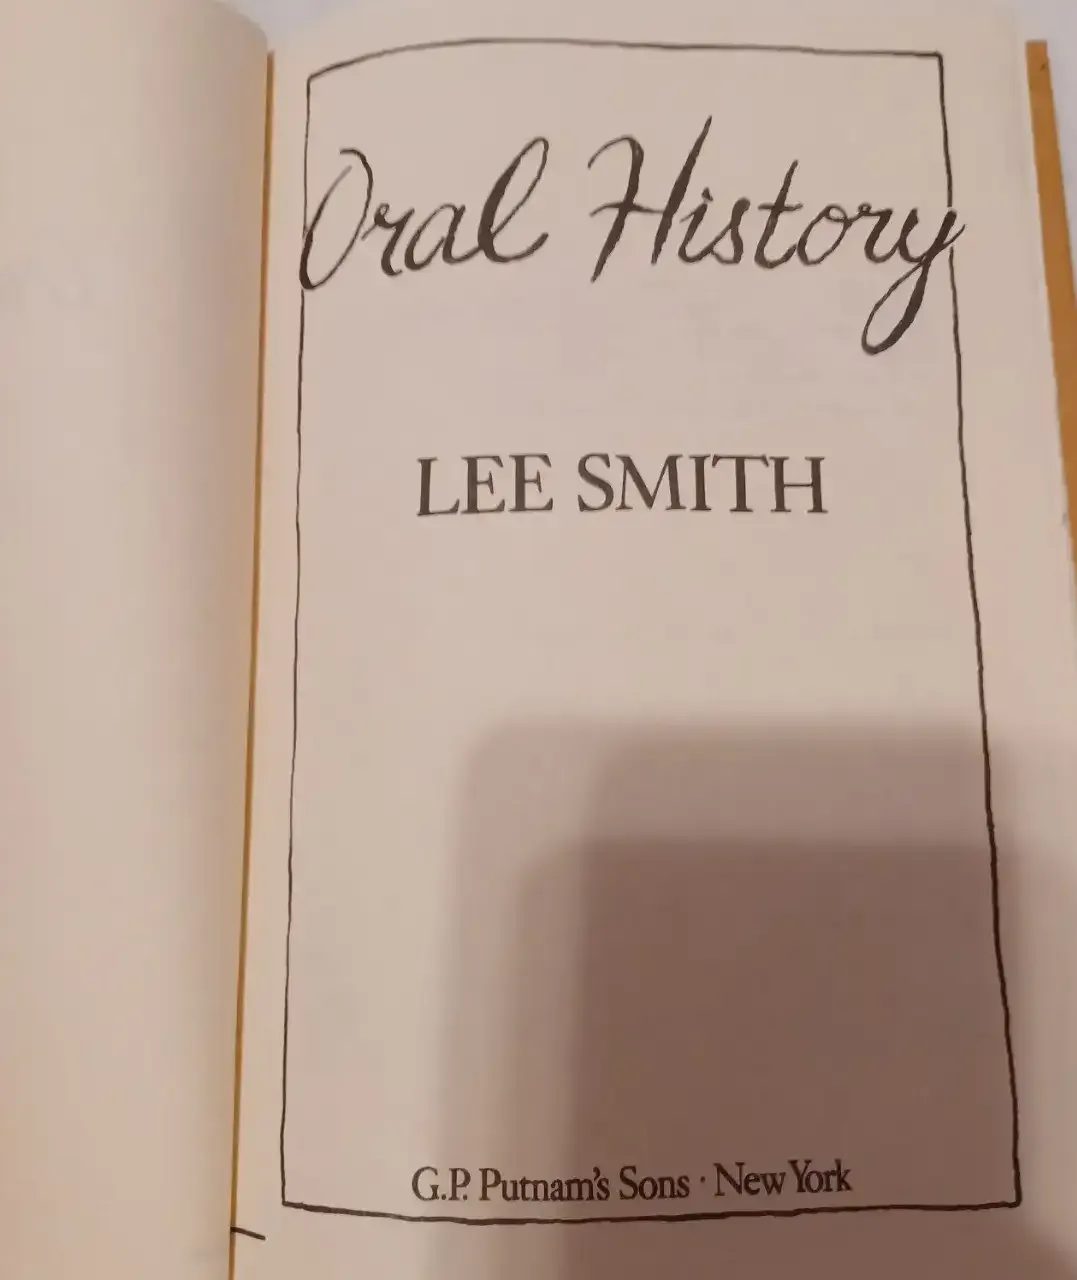 Oral History
LEE SMITH
G.P. Putnam's Sons · New York